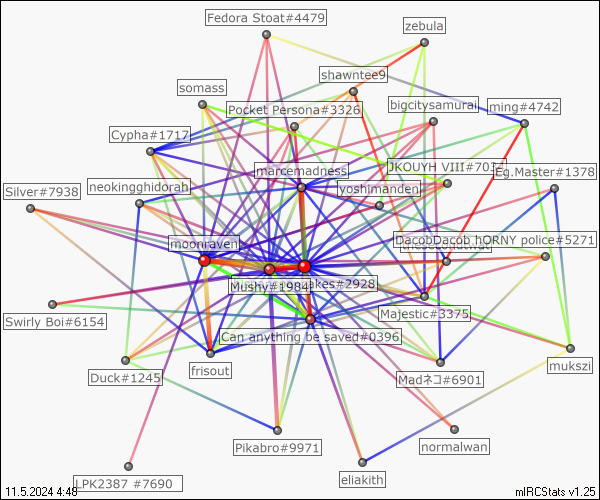 Fedora Stoat#4479
zebula
shawntee9
somass
Pocket Persona#3326
bigcitysamurai
ming#4742
Cypha#1717
marcemadness
JKOUYH VIII#707
Eg.Master#1378
Silver#7938
neokingghidorah
yoshimanden
moonraven
DacobDacob
hORNY police#5271
Mushy#1984
akes#2928
Majestic#3375
Swirly Boi#6154
Can anything be saved#0396
Duck#1245
frisout
Madネコ#6901
mukszi
Pikabro#9971
normalwan
eliakith
LPK2387 #7690
11.5.2024 4:48
mIRCStats v1.25